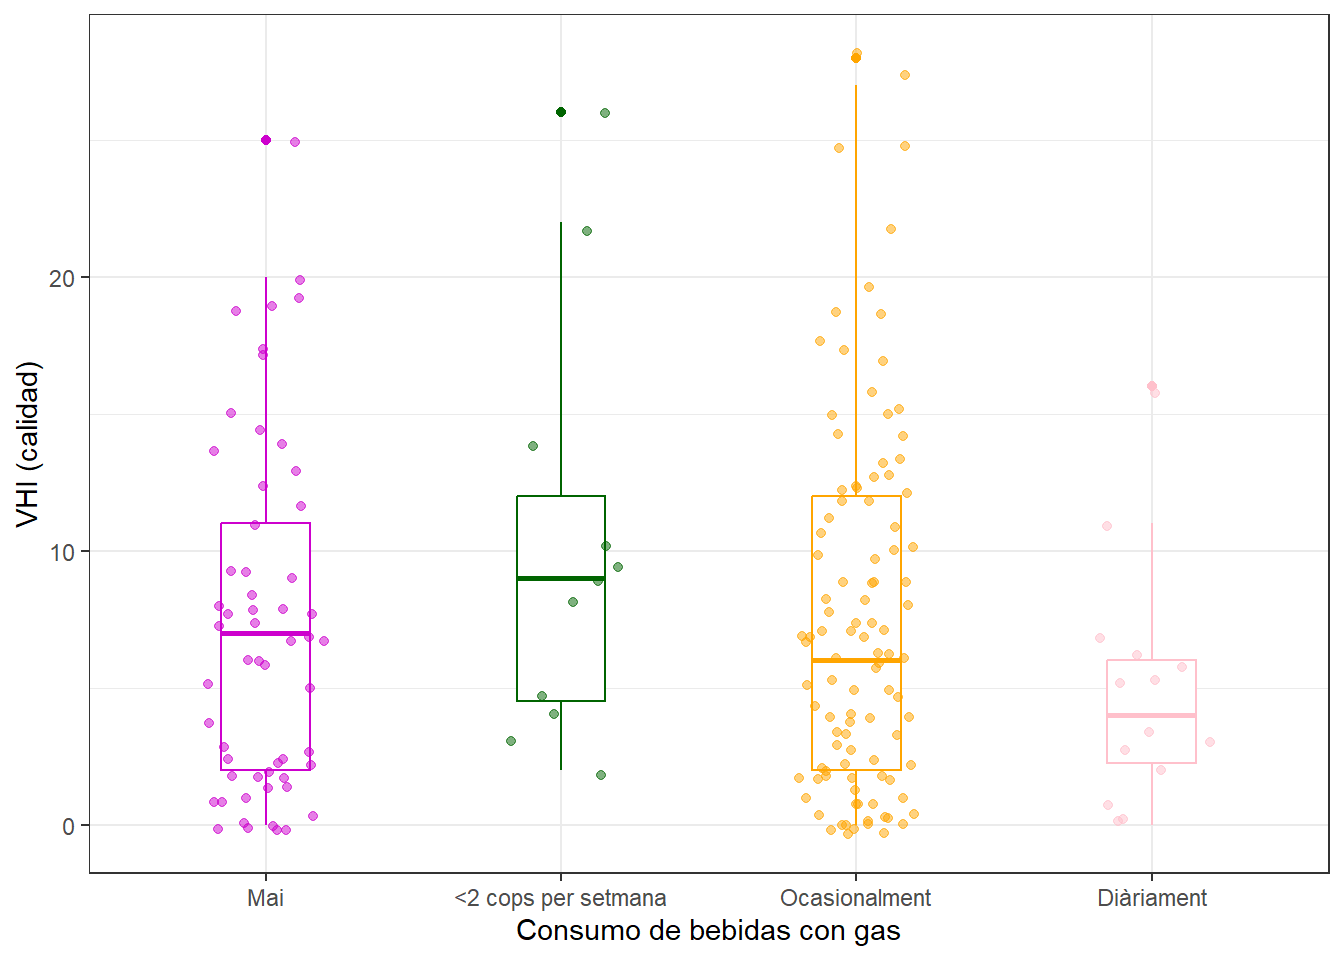 VHI (calidad)
20
10
0
Mai
<2 cops per setmana
Ocasionalment
Diàriament
Consumo de bebidas con gas